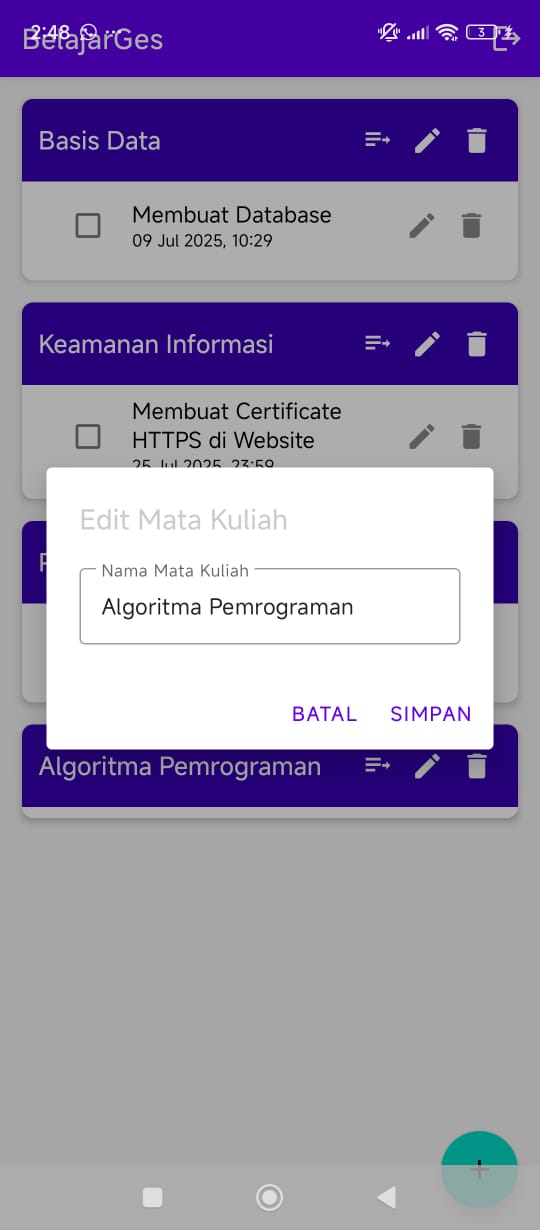 2:48
BelajarGes
3
Basis Data
Membuat Database
09 Jul 2025, 10:29
Keamanan Informasi
Membuat Certificate
HTTPS di Website
25 Jul 2025, 23:59
Edit Mata Kuliah
Nama Mata Kuliah
Algoritma Pemrograman
BATAL
SIMPAN
Algoritma Pemrograman